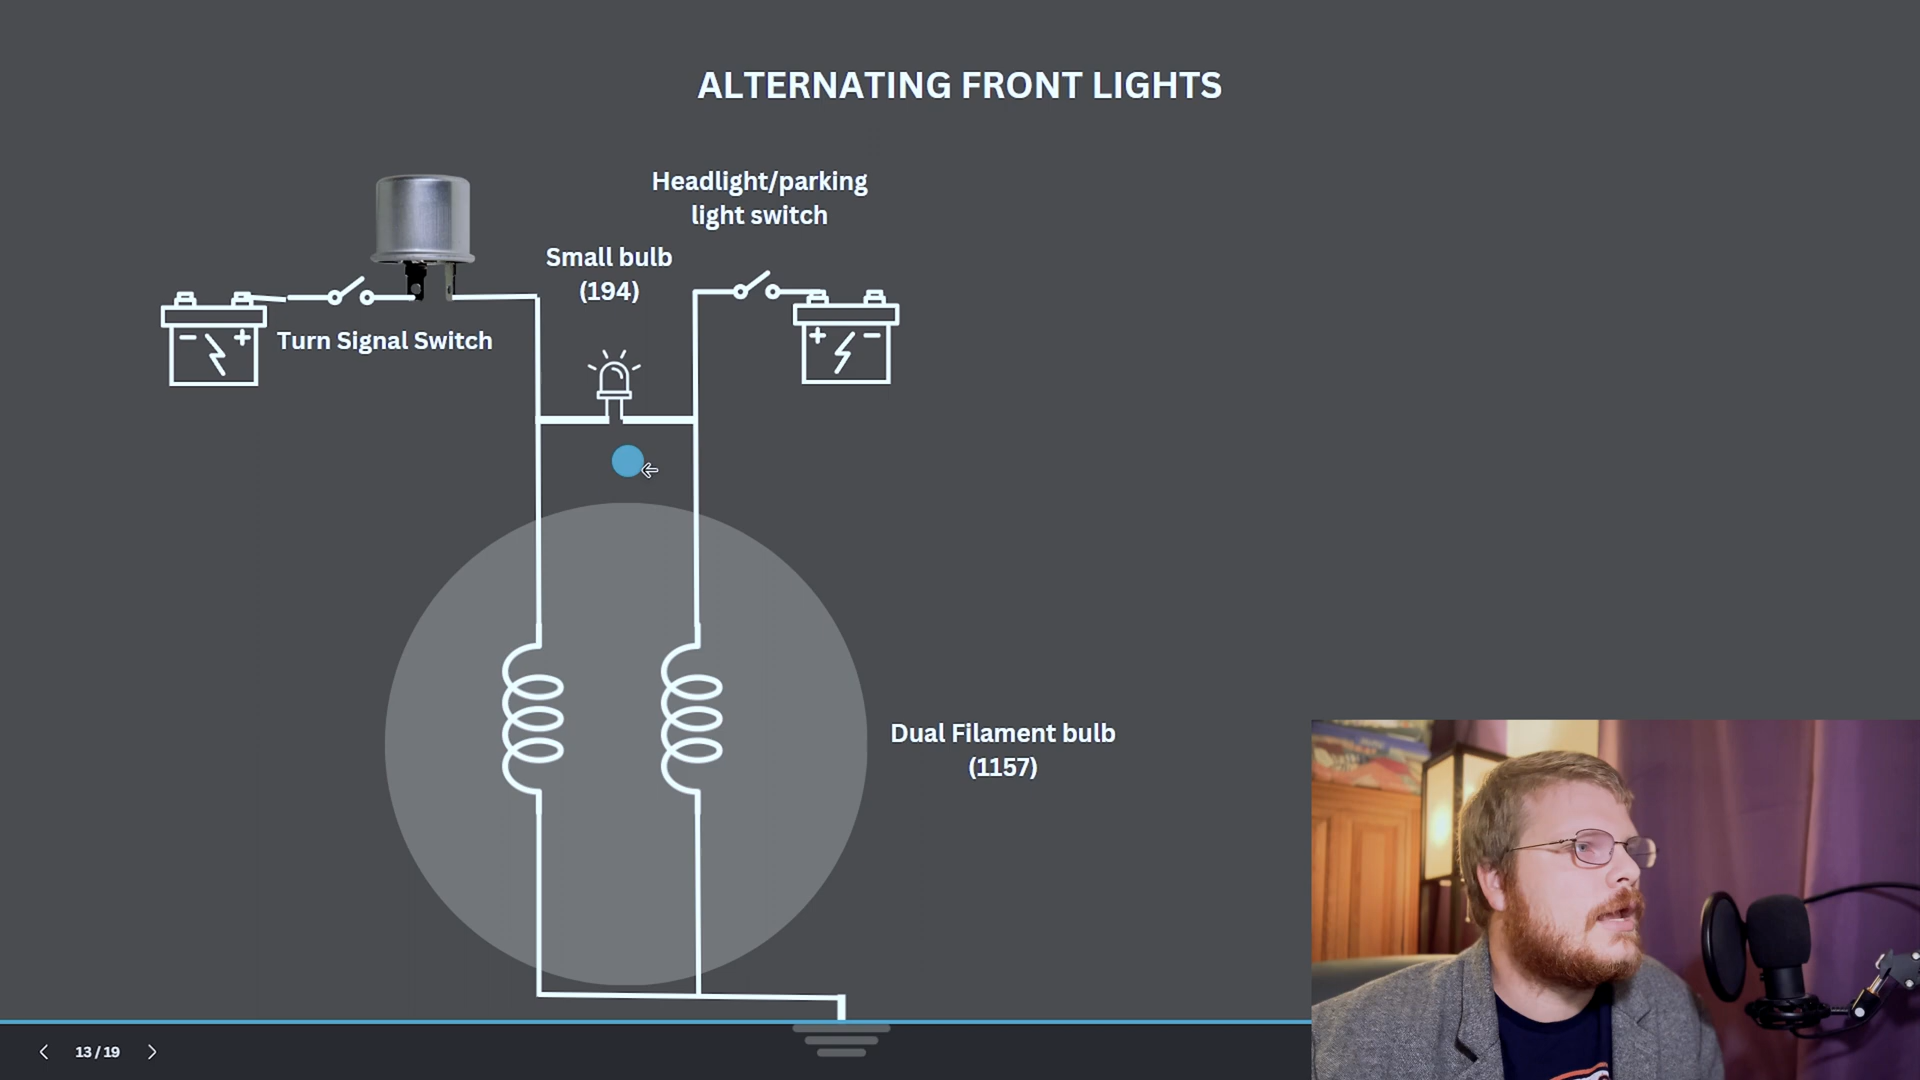 ALTERNATING FRONT LIGHTS
Headlight/parking
light switch
Small bulb
(194)
Turn Signal Switch
Dual Filament bulb
(1157)
13 / 19